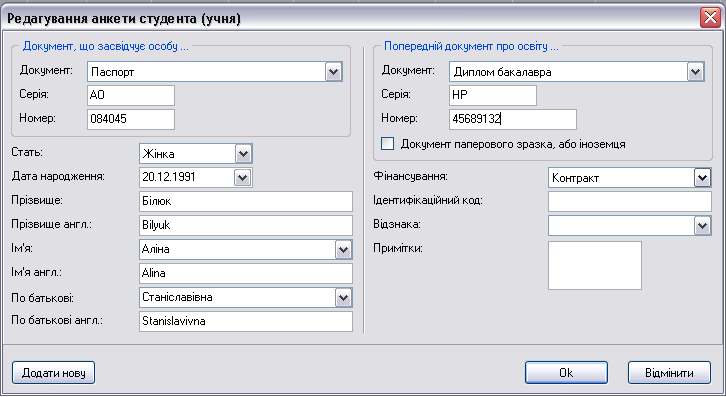 Редагування анкети студента (учня)
Документ, що засвідчує особу ...
Документ: Паспорт
Серія: АО
Номер: 084045
Стать: Жінка
Дата народження: 20.12.1991
Прізвище: Білюк
Прізвище англ.: Bilyuk
Ім'я: Аліна
Ім'я англ.: Alina
По батькові: Станіславівна
По батькові англ.: Stanislavivna
Попередній документ про освіту ...
Документ: Диплом бакалавра
Серія: НР
Номер: 45689132
Документ паперового зразка, або іноземця
Фінансування: Контракт
Ідентифікаційний код:
Відзнака:
Примітки:
Додати нову
Ok
Відмінити